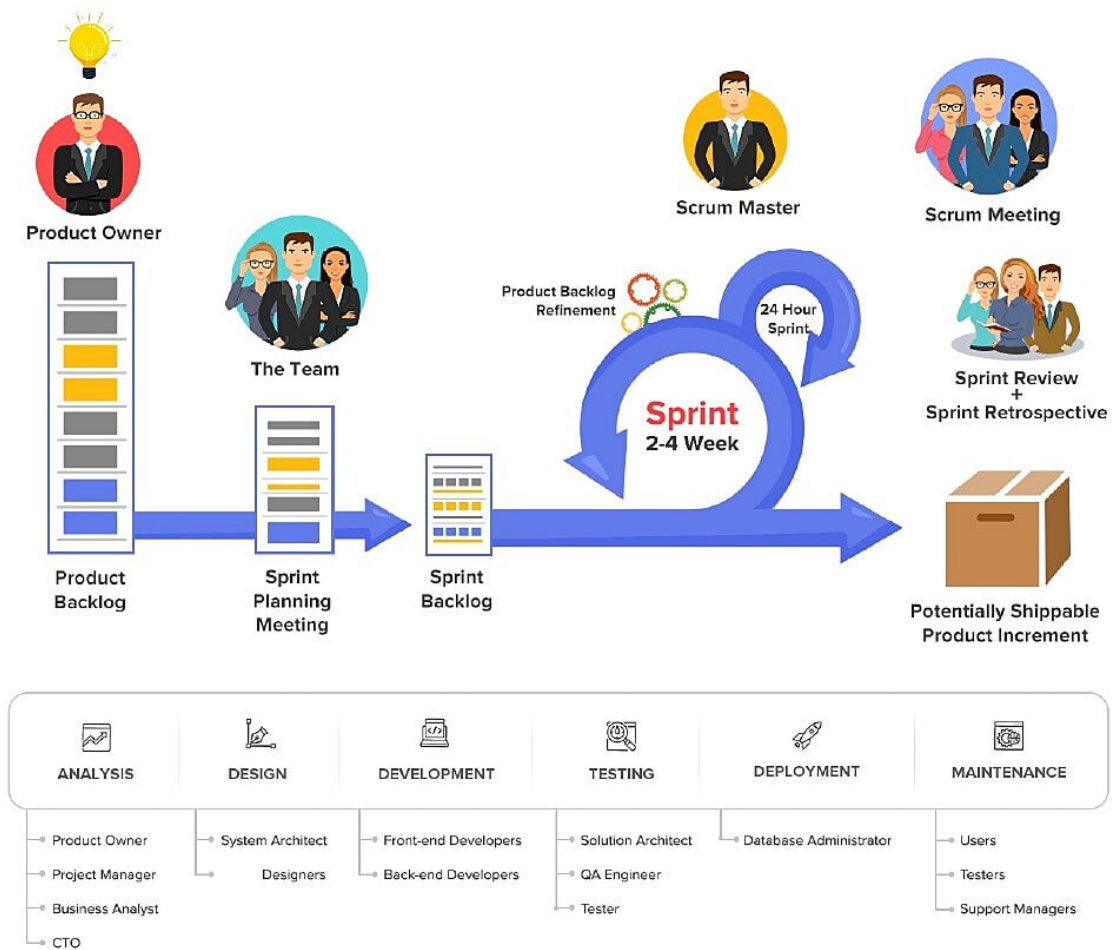 Product Owner
The Team
Scrum Master
Scrum Meeting
Product Backlog
Refinement
24 Hour
Sprint
Sprint
2-4 Week
Sprint Review
+
Sprint Retrospective
Product
Backlog
Sprint
Planning
Meeting
Sprint
Backlog
Potentially Shippable
Product Increment
ANALYSIS
DESIGN
DEVELOPMENT
TESTING
DEPLOYMENT
MAINTENANCE
Product Owner
Project Manager
Business Analyst
CTO
System Architect
Designers
Front-end Developers
Back-end Developers
Solution Architect
QA Engineer
Tester
Database Administrator
Users
Testers
Support Managers